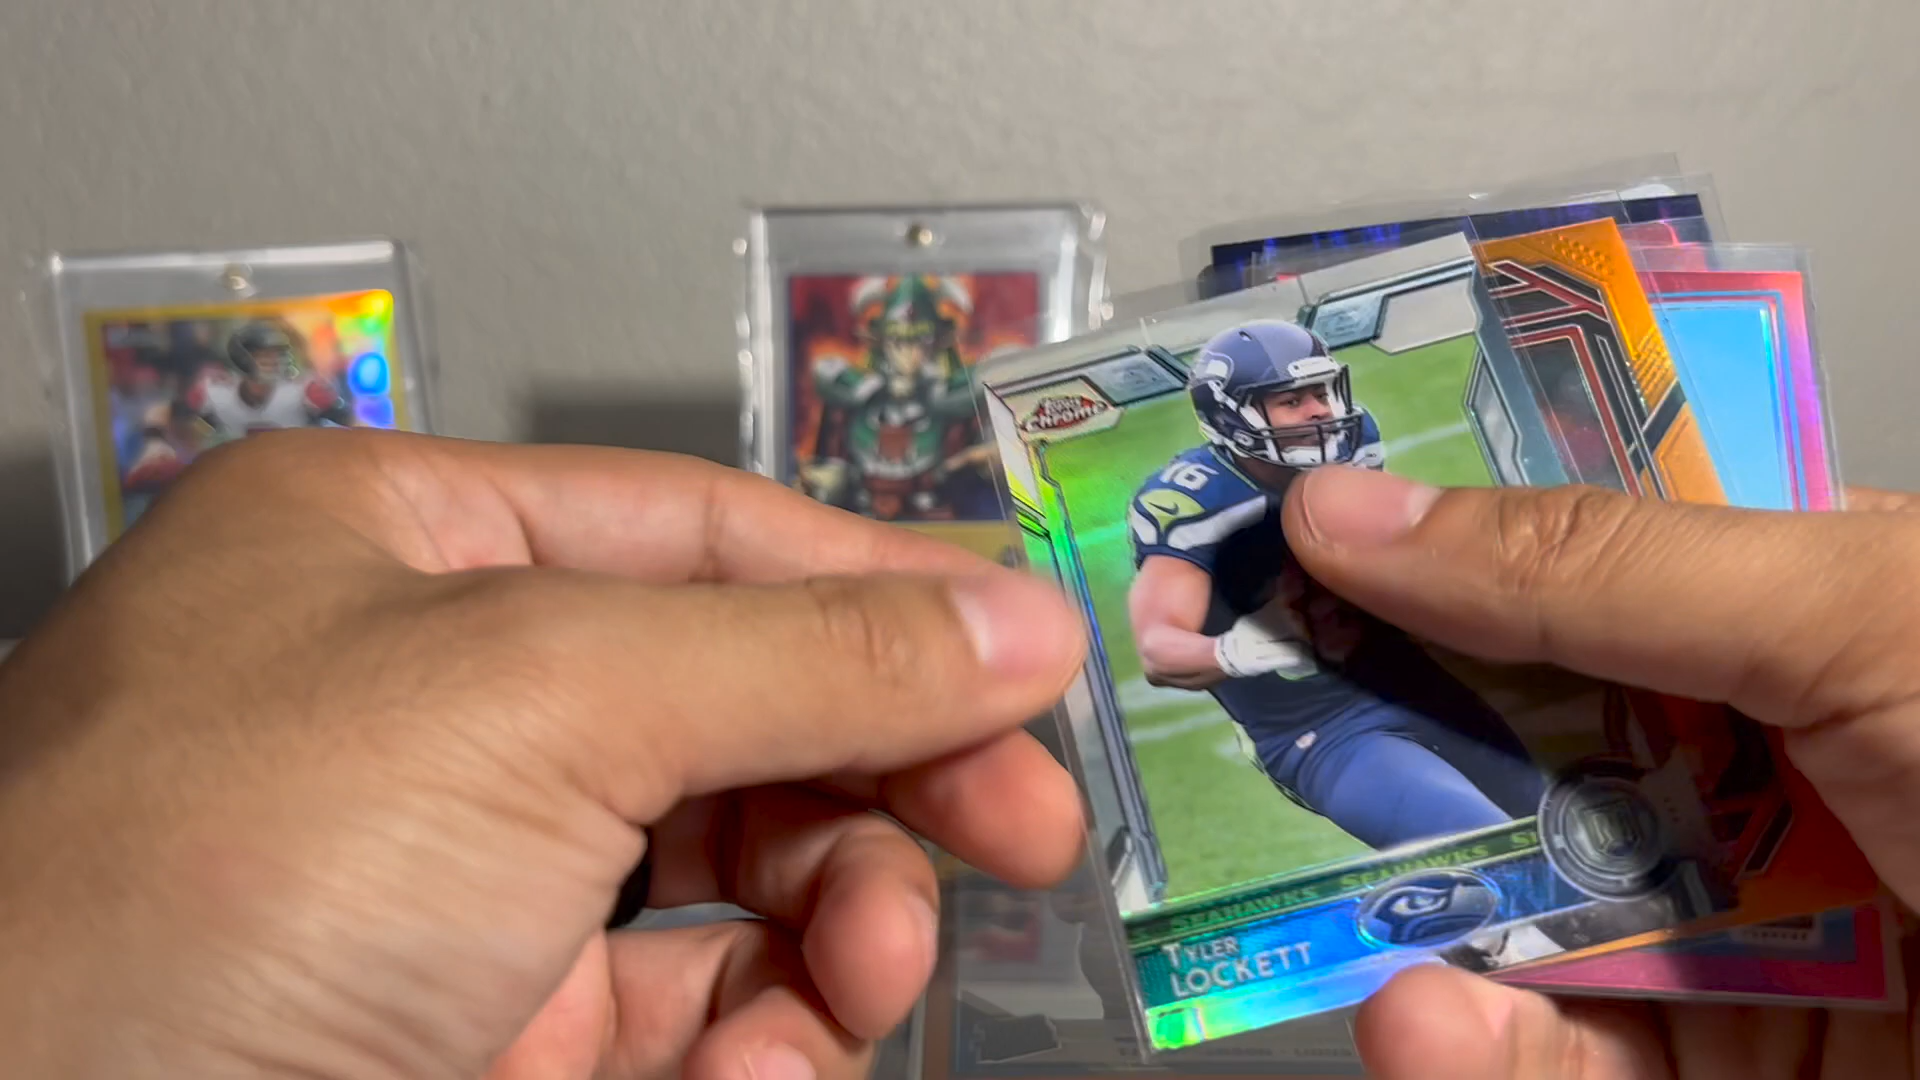 Topps
Chrome
16
SEAHAWKS SEAHAWKS
TYLER
LOCKETT